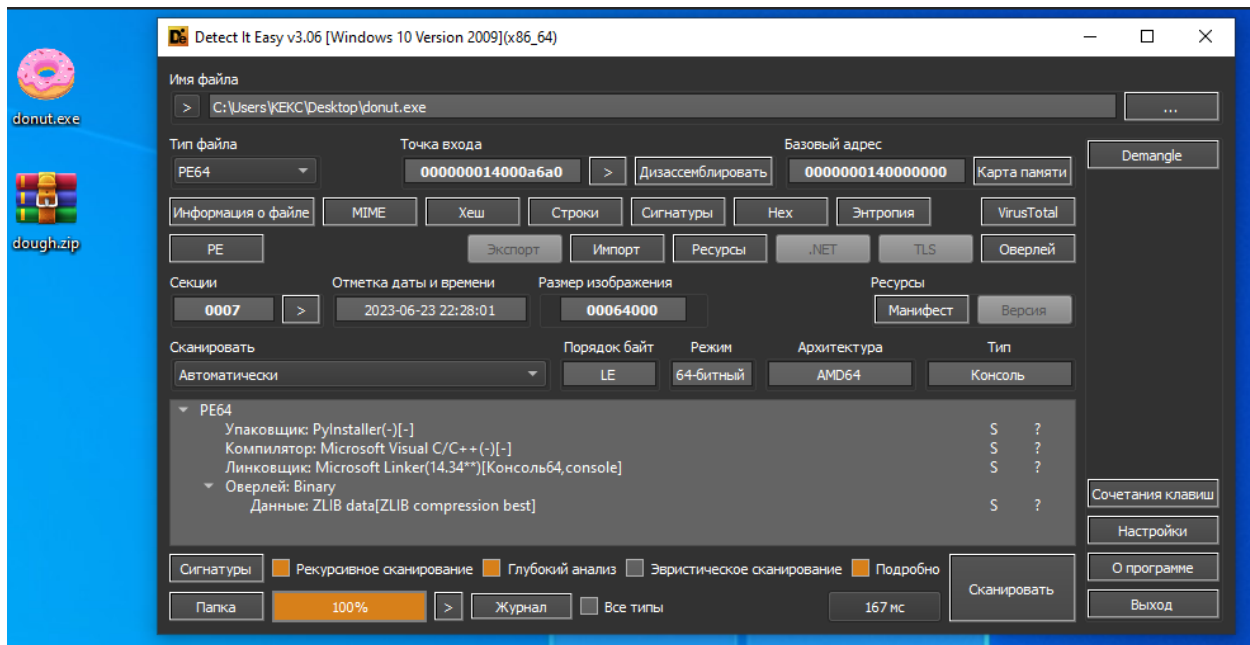 Detect It Easy v3.06 [Windows 10 Version 2009](x86_64)
donut.exe
dough.zip
Имя файла
> C:\Users\KEKC\Desktop\donut.exe ...
Тип файла Точка входа Базовый адрес
PE64 000000014000a6a0 > Дизассемблировать 0000000140000000 Карта памяти Demangle
Информация о файле MIME Хеш Строки Сигнатуры Hex Энтропия VirusTotal
PE Экспорт Импорт Ресурсы .NET TLS Оверлей
Секции Отметка даты и времени Размер изображения Ресурсы
0007 > 2023-06-23 22:28:01 00064000 Манифест Версия
Сканировать Порядок байт Режим Архитектура Тип
Автоматически LE 64-битный AMD64 Консоль
PE64
Упаковщик: PyInstaller(-)[-] S ?
Компилятор: Microsoft Visual C/C++(-)[-] S ?
Линковщик: Microsoft Linker(14.34**)[Консоль64,console] S ?
Оверлей: Binary
Данные: ZLIB data[ZLIB compression best] S ?
Сочетания клавиш
Настройки
Сигнатуры Рекурсивное сканирование Глубокий анализ Эвристическое сканирование Подробно Сканировать О программе
Папка 100% > Журнал Все типы 167 мс Выход